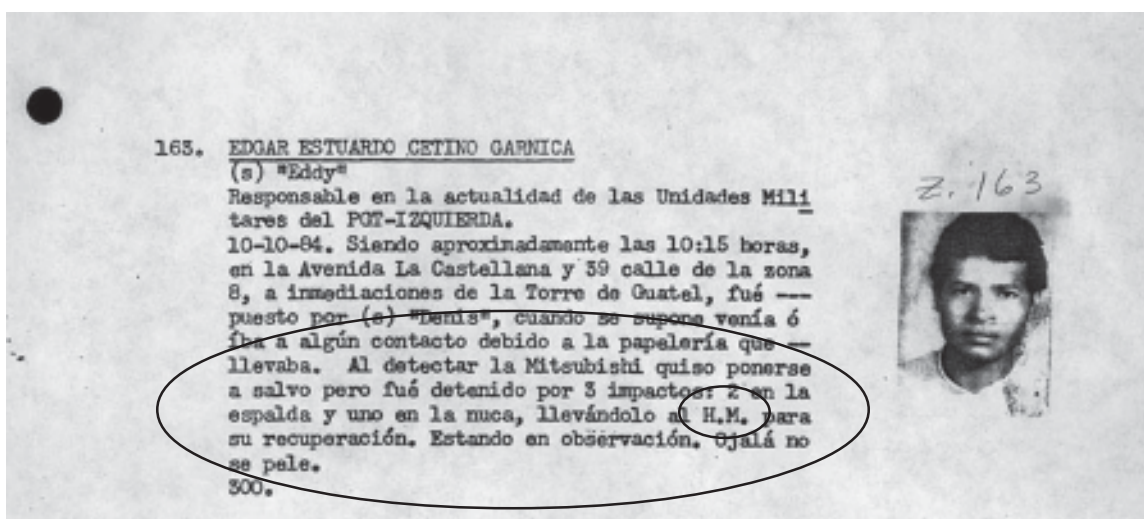 163. EDGAR ESTUARDO CETINO GARNICA
(s) "Eddy"
Responsable en la actualidad de las Unidades Mili
tares del PGT-IZQUIERDA.
10-10-84. Siendo aproximadamente las 10:15 horas,
en la Avenida La Castellana y 39 calle de la zona
8, a inmediaciones de la Torre de Guatel, fué ---
puesto por (s) "Denis", cuando se supone venía ó
íba a algún contacto debido a la papelería que --
llevaba. Al detectar la Mitsubishi quiso ponerse
a salvo pero fué detenido por 3 impactos: 2 en la
espalda y uno en la nuca, llevándolo al H.M. para
su recuperación. Estando en observación. Ojalá no
se pele.
300.
Z. 163